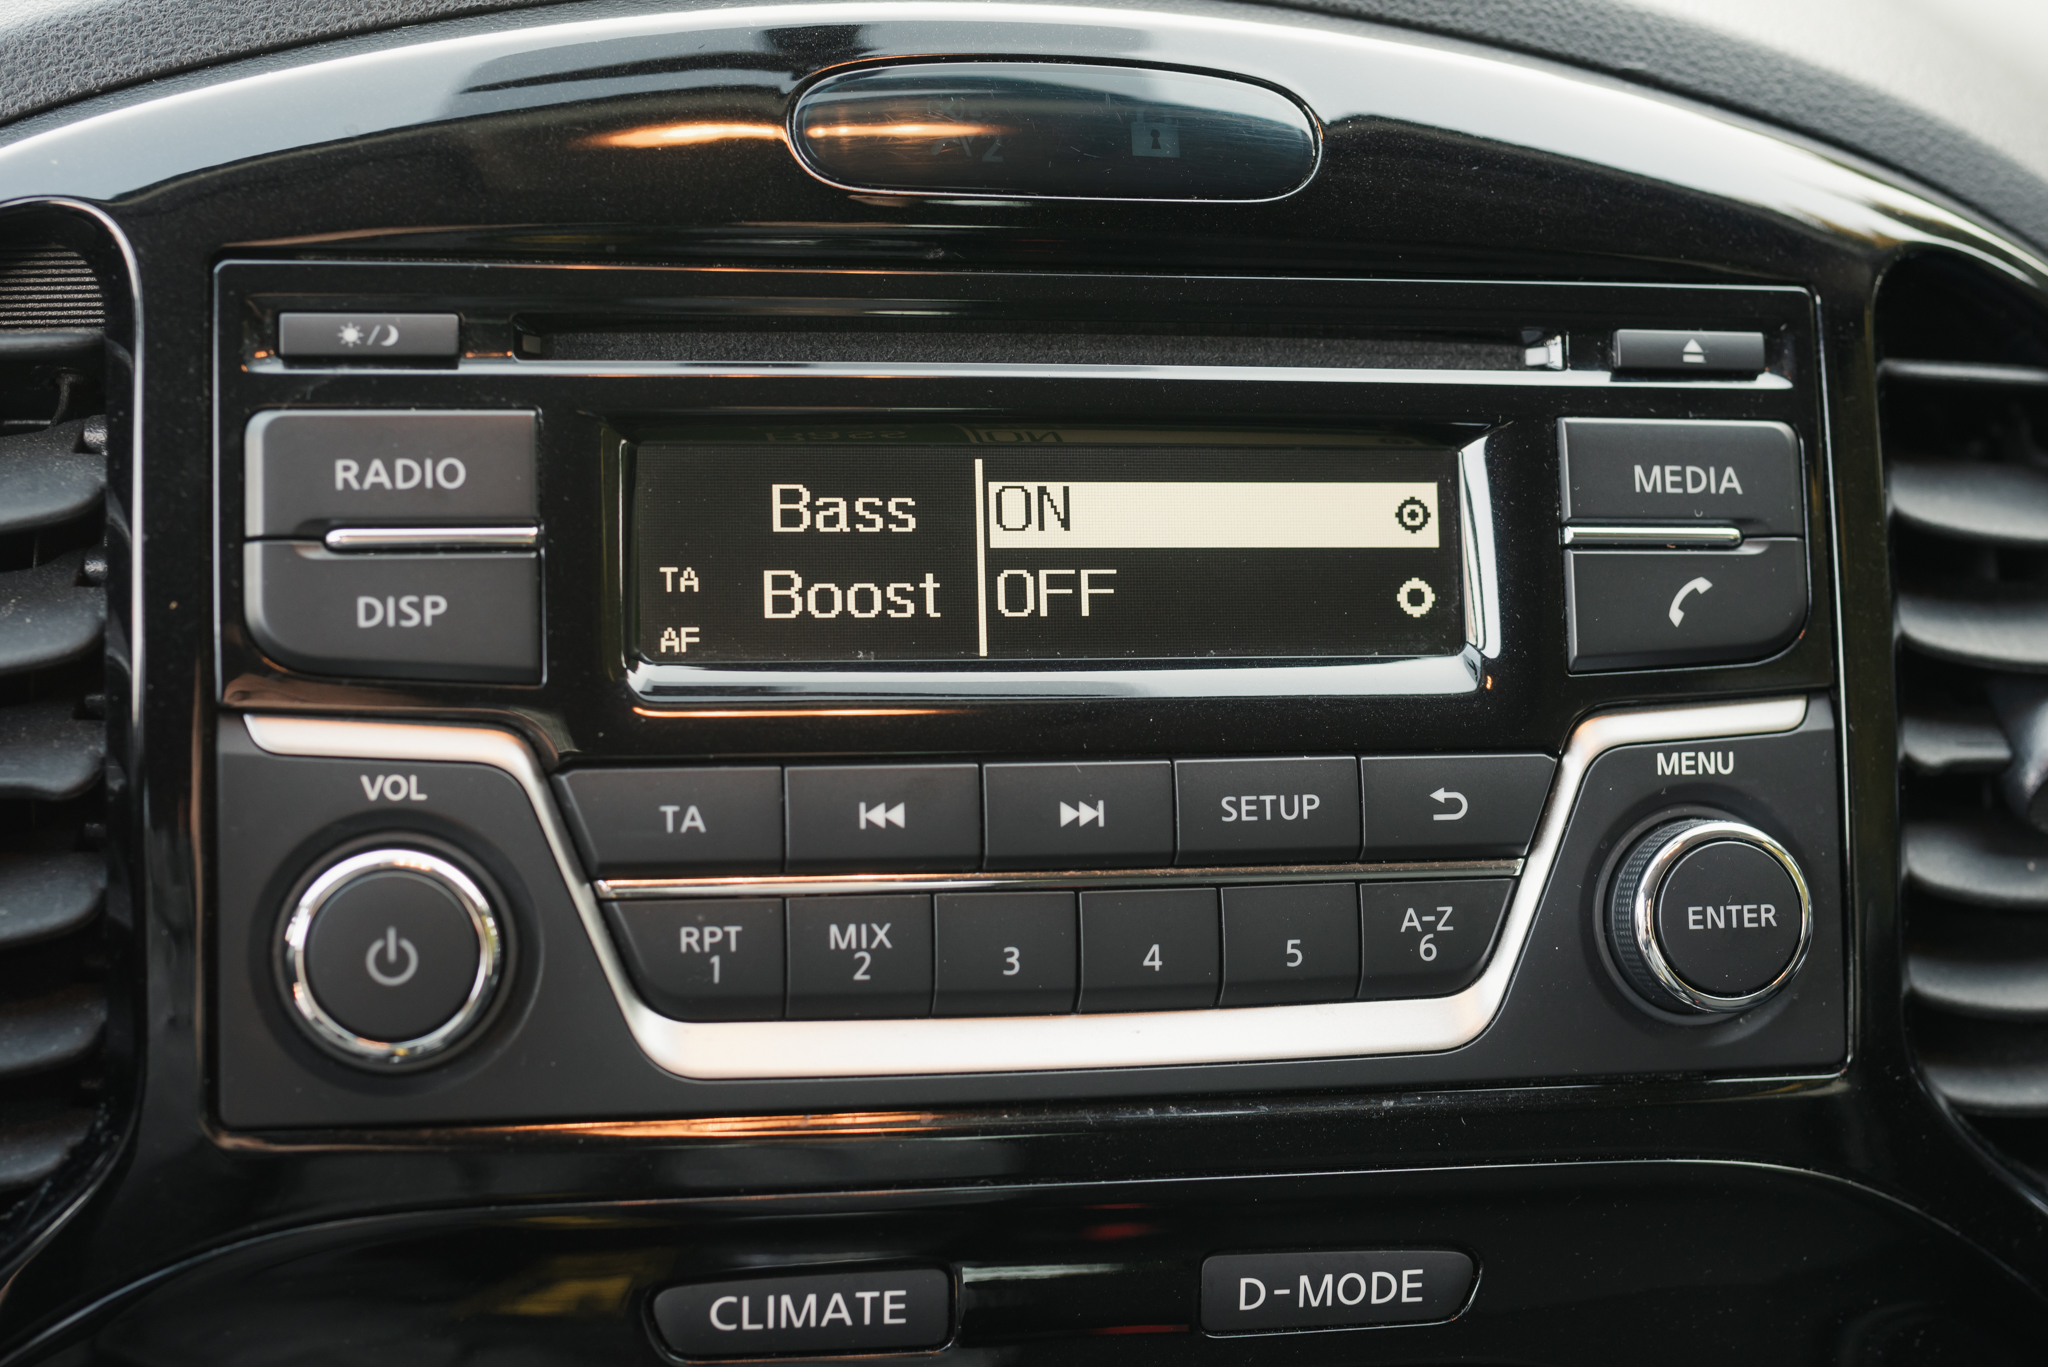 RADIO
MEDIA
DISP
Bass
ON
TA
Boost
OFF
AF
VOL
MENU
TA
SETUP
RPT
1
MIX
2
3
4
5
A-Z
6
ENTER
CLIMATE
D-MODE